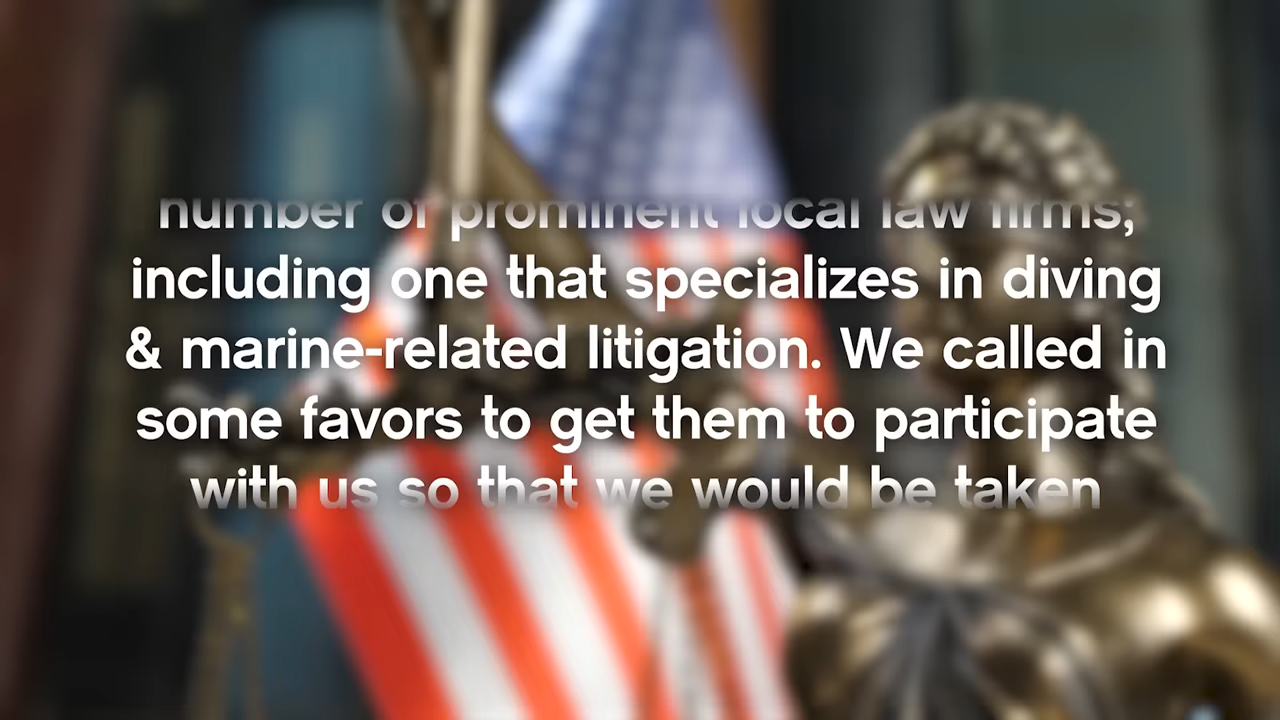 number of prominent local law firms;
including one that specializes in diving
& marine-related litigation. We called in
some favors to get them to participate
with us so that we would be taken